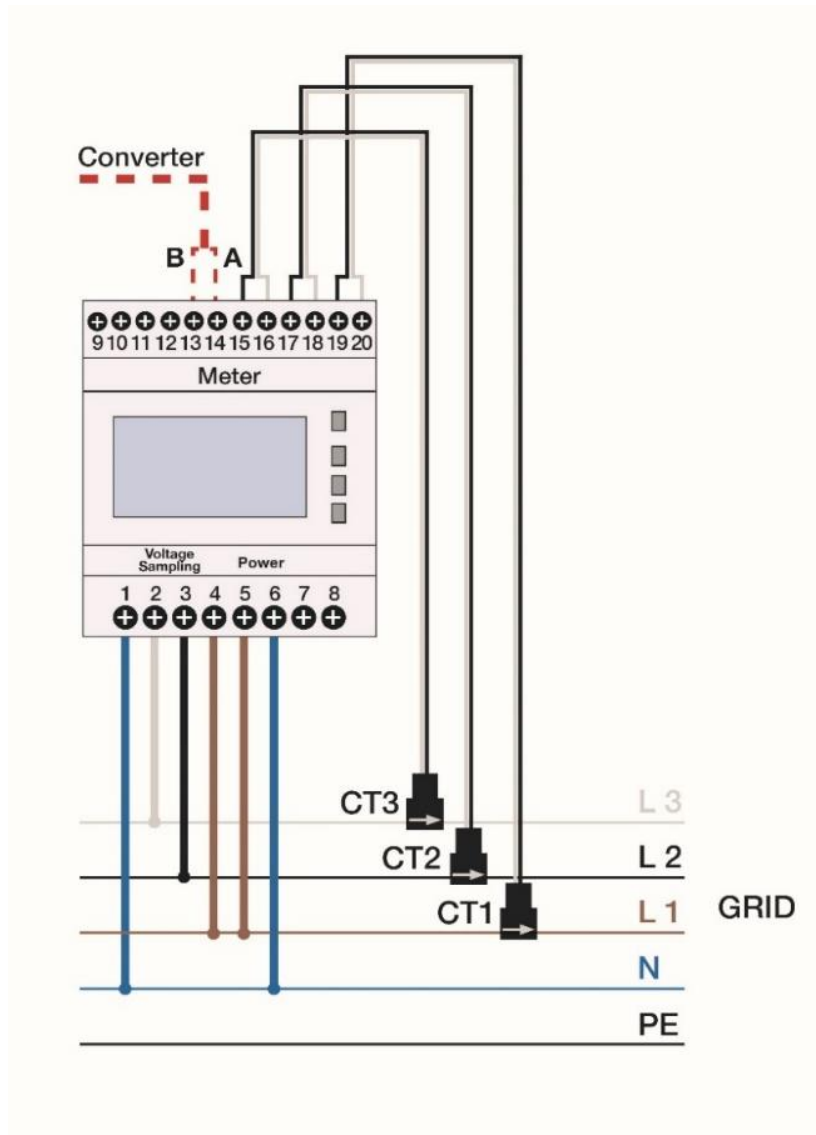 Converter
B A
9 10 11 12 13 14 15 16 17 18 19 20
Meter
Voltage
Sampling
Power
1 2 3 4 5 6 7 8
CT3
L 3
CT2
L 2
CT1
L 1
GRID
N
PE